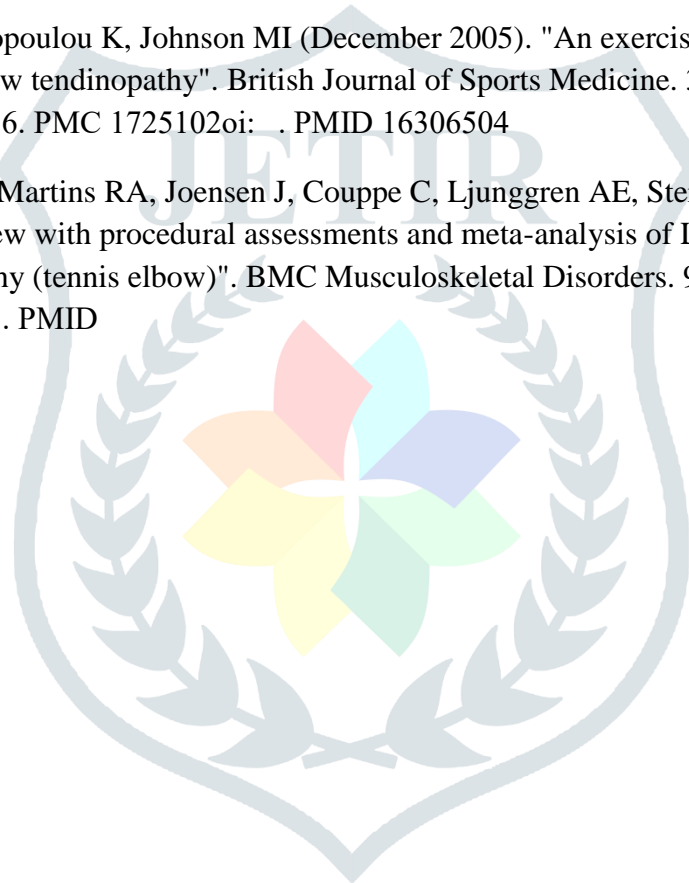 opoulou K, Johnson MI (December 2005). "An exercis
w tendinopathy". British Journal of Sports Medicine.
6. PMC 1725102oi: . PMID 16306504
JETIR
Martins RA, Joensen J, Couppe C, Ljunggren AE, Ste
ew with procedural assessments and meta-analysis of L
ny (tennis elbow)". BMC Musculoskeletal Disorders. 9
. PMID